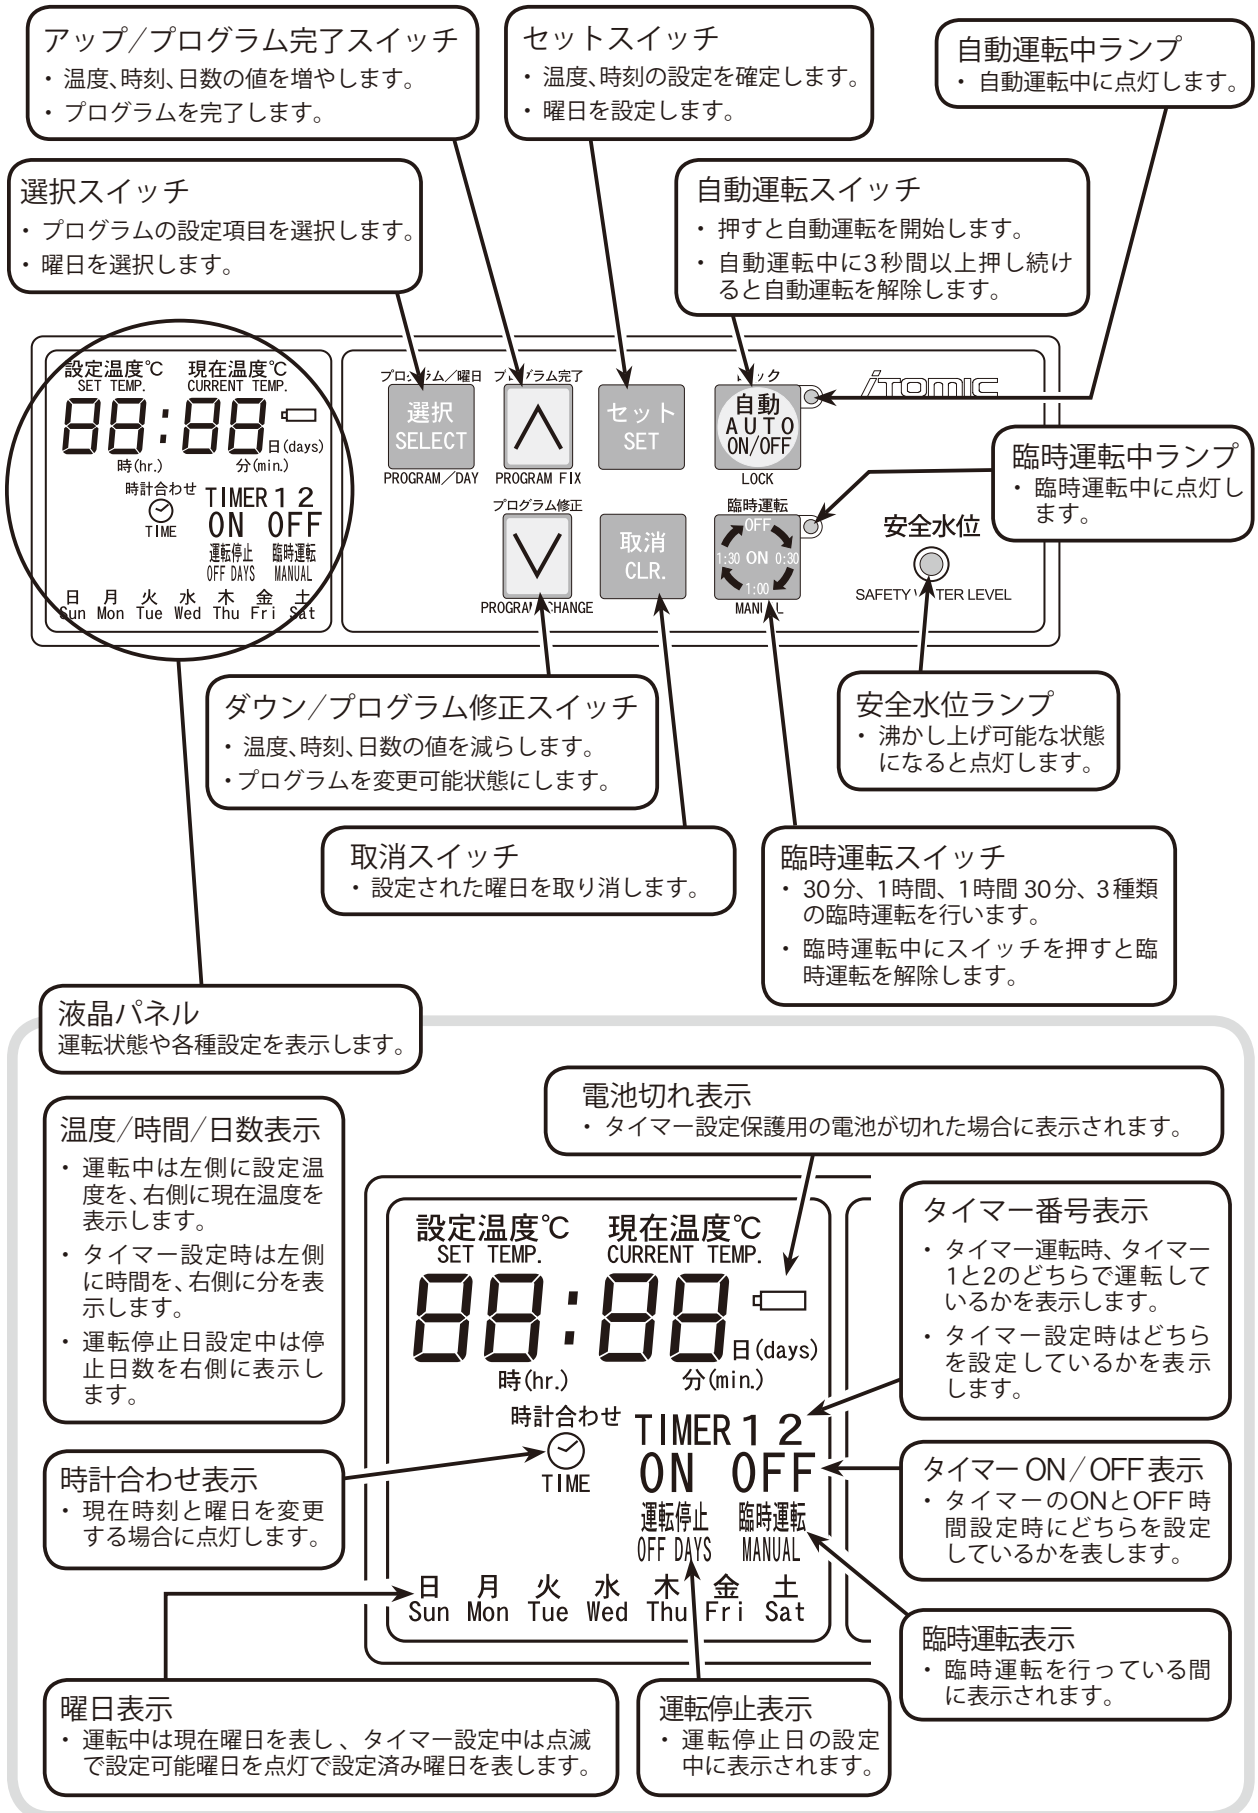 アップ/プログラム完了スイッチ
・ 温度、時刻、日数の値を増やします。
・ プログラムを完了します。
セットスイッチ
・ 温度、時刻の設定を確定します。
・ 曜日を設定します。
自動運転中ランプ
・ 自動運転中に点灯します。
選択スイッチ
・ プログラムの設定項目を選択します。
・ 曜日を選択します。
自動運転スイッチ
・ 押すと自動運転を開始します。
・ 自動運転中に3秒間以上押し続け
ると自動運転を解除します。
設定温度℃ 現在温度℃
SET TEMP. CURRENT TEMP.
88:88
日(days)
時(hr.) 分(min.)
時計合わせ
TIME
TIMER 1 2
ON OFF
運転停止 臨時運転
OFF DAYS MANUAL
日 月 火 水 木 金 土
Sun Mon Tue Wed Thu Fri Sat
プログラム/曜日
選択
SELECT
PROGRAM/DAY
プログラム完了
PROGRAM FIX
セット
SET
ロック
自動
AUTO
ON/OFF
LOCK
iTOMIC
プログラム修正
PROGRAM CHANGE
取消
CLR.
臨時運転
OFF
1:30 ON 0:30
1:00
MANUAL
安全水位
SAFETY WATER LEVEL
臨時運転中ランプ
・ 臨時運転中に点灯し
ます。
ダウン/プログラム修正スイッチ
・ 温度、時刻、日数の値を減らします。
・プログラムを変更可能状態にします。
安全水位ランプ
・ 沸かし上げ可能な状態
になると点灯します。
取消スイッチ
・ 設定された曜日を取り消します。
臨時運転スイッチ
・ 30分、1時間、1時間 30分、3種類
の臨時運転を行います。
・ 臨時運転中にスイッチを押すと臨
時運転を解除します。
液晶パネル
運転状態や各種設定を表示します。
温度/時間/日数表示
・ 運転中は左側に設定温
度を、右側に現在温度を
表示します。
・ タイマー設定時は左側
に時間を、右側に分を表
示します。
・ 運転停止日設定中は停
止日数を右側に表示し
ます。
電池切れ表示
・ タイマー設定保護用の電池が切れた場合に表示されます。
設定温度℃ 現在温度℃
SET TEMP. CURRENT TEMP.
88:88
日(days)
時(hr.) 分(min.)
時計合わせ
TIME
TIMER 1 2
ON OFF
運転停止 臨時運転
OFF DAYS MANUAL
日 月 火 水 木 金 土
Sun Mon Tue Wed Thu Fri Sat
タイマー番号表示
・ タイマー運転時、タイマー
1と2のどちらで運転して
いるかを表示します。
・ タイマー設定時はどちら
を設定しているかを表示
します。
時計合わせ表示
・ 現在時刻と曜日を変更
する場合に点灯します。
タイマー ON/OFF 表示
・ タイマーのONとOFF 時
間設定時にどちらを設定
しているかを表します。
臨時運転表示
・ 臨時運転を行っている間
に表示されます。
曜日表示
・ 運転中は現在曜日を表し、タイマー設定中は点滅
で設定可能曜日を点灯で設定済み曜日を表します。
運転停止表示
・ 運転停止日の設定
中に表示されます。